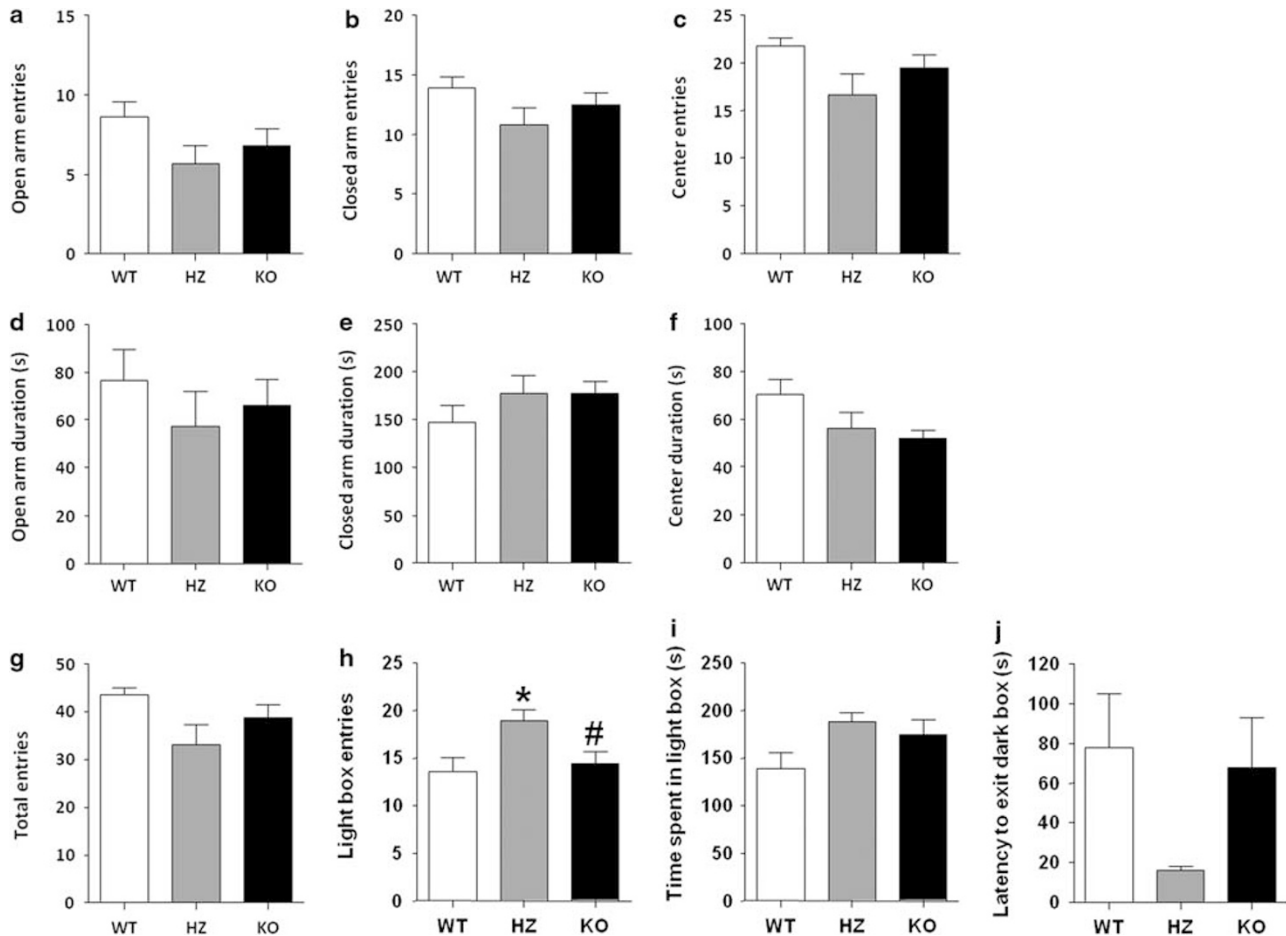 a
Open arm entries
15
10
5
0
WT HZ KO
b
Closed arm entries
20
15
10
5
0
WT HZ KO
c
Center entries
25
20
15
10
5
0
WT HZ KO
d
Open arm duration (s)
100
80
60
40
20
0
WT HZ KO
e
Closed arm duration (s)
250
200
150
100
50
0
WT HZ KO
f
Center duration (s)
100
80
60
40
20
0
WT HZ KO
g
Total entries
50
40
30
20
10
0
WT HZ KO
h
Light box entries
25
20
15
10
5
0
*
#
WT HZ KO
i
Time spent in light box (s)
250
200
150
100
50
0
WT HZ KO
j
Latency to exit dark box (s)
120
100
80
60
40
20
0
WT HZ KO